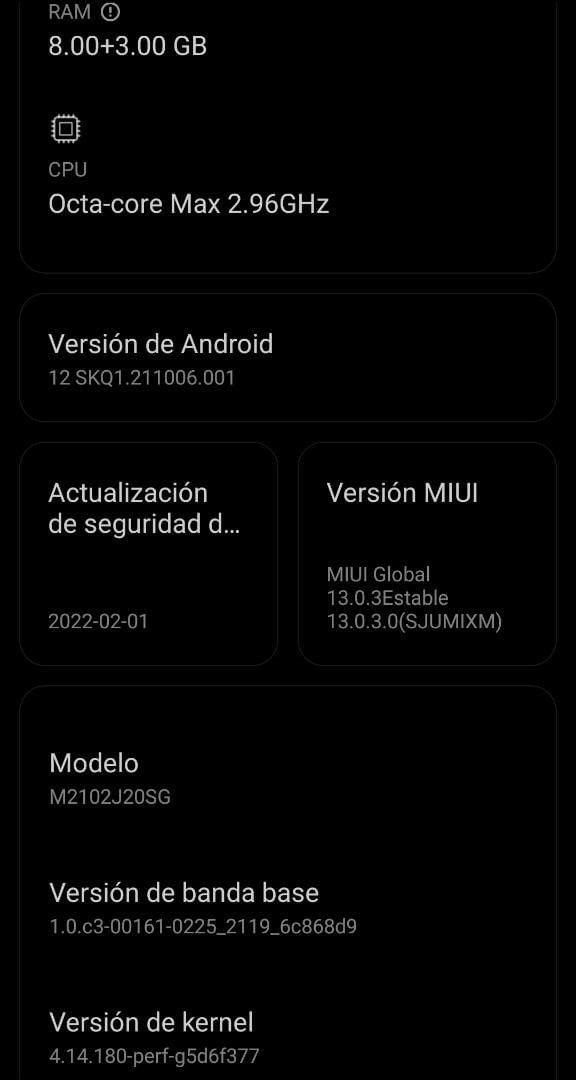 RAM
8.00+3.00 GB
CPU
Octa-core Max 2.96GHz
Versión de Android
12 SKQ1.211006.001
Actualización
de seguridad d...
2022-02-01
Versión MIUI
MIUI Global
13.0.3Estable
13.0.3.0(SJUMIXM)
Modelo
M2102J20SG
Versión de banda base
1.0.c3-00161-0225_2119_6c868d9
Versión de kernel
4.14.180-perf-g5d6f377